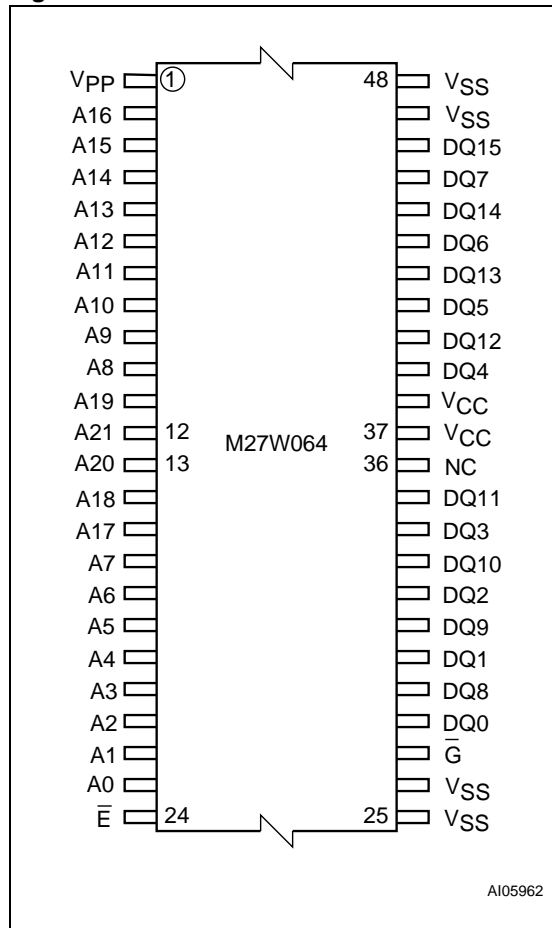 VPP 1 48 VSS
A16 VSS
A15 DQ15
A14 DQ7
A13 DQ14
A12 DQ6
A11 DQ13
A10 DQ5
A9 DQ12
A8 DQ4
A19 VCC
A21 12 M27W064 37 VCC
A20 13 36 NC
A18 DQ11
A17 DQ3
A7 DQ10
A6 DQ2
A5 DQ9
A4 DQ1
A3 DQ8
A2 DQ0
A1 G̅
A0 VSS
E̅ 24 25 VSS
AI05962